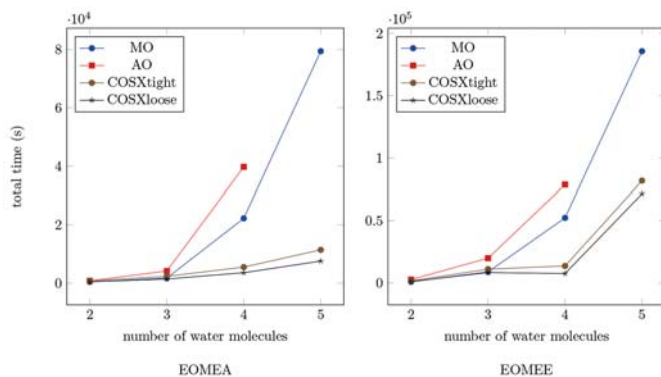 ·10⁴
·10⁵
MO
AO
COSXtight
COSXloose
MO
AO
COSXtight
COSXloose
total time (s)
8
6
4
2
0
2
1.5
1
0.5
0
2 3 4 5
2 3 4 5
number of water molecules
number of water molecules
EOMEA
EOMEE